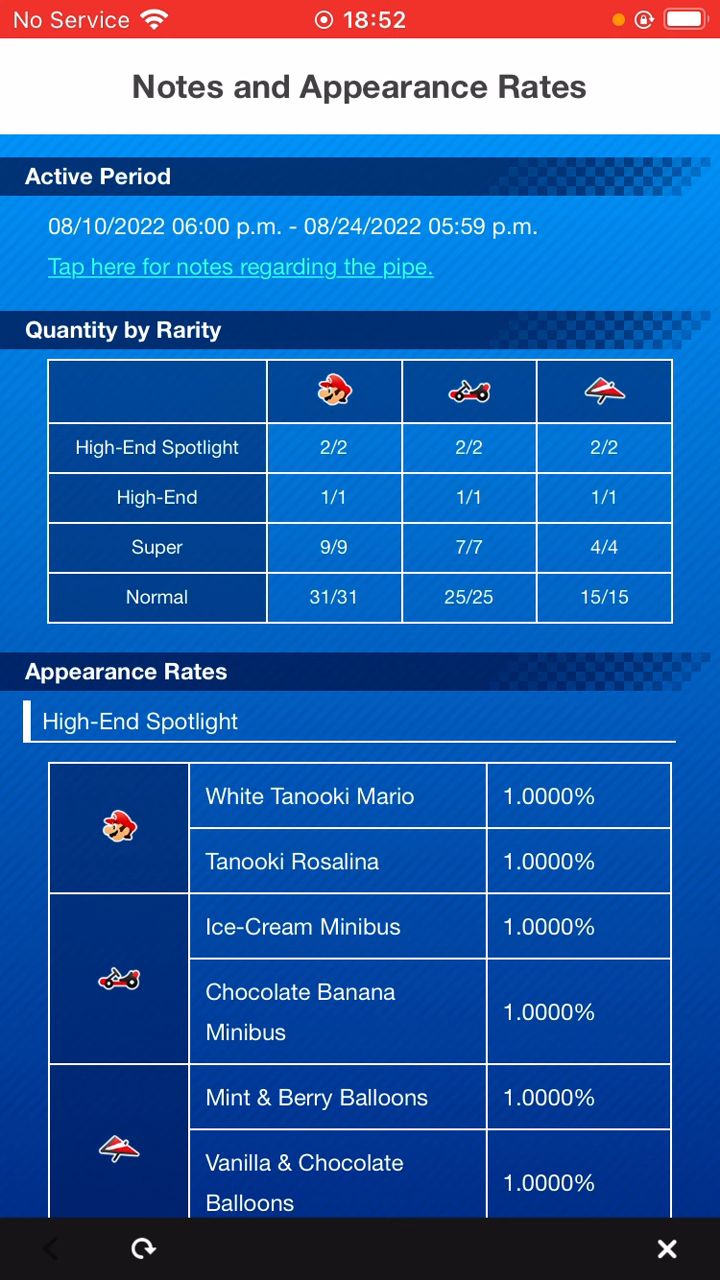 No Service 18:52
Notes and Appearance Rates
Active Period
08/10/2022 06:00 p.m. - 08/24/2022 05:59 p.m.
Tap here for notes regarding the pipe.
Quantity by Rarity
High-End Spotlight 2/2 2/2 2/2
High-End 1/1 1/1 1/1
Super 9/9 7/7 4/4
Normal 31/31 25/25 15/15
Appearance Rates
High-End Spotlight
White Tanooki Mario 1.0000%
Tanooki Rosalina 1.0000%
Ice-Cream Minibus 1.0000%
Chocolate Banana
Minibus 1.0000%
Mint & Berry Balloons 1.0000%
Vanilla & Chocolate
Balloons 1.0000%